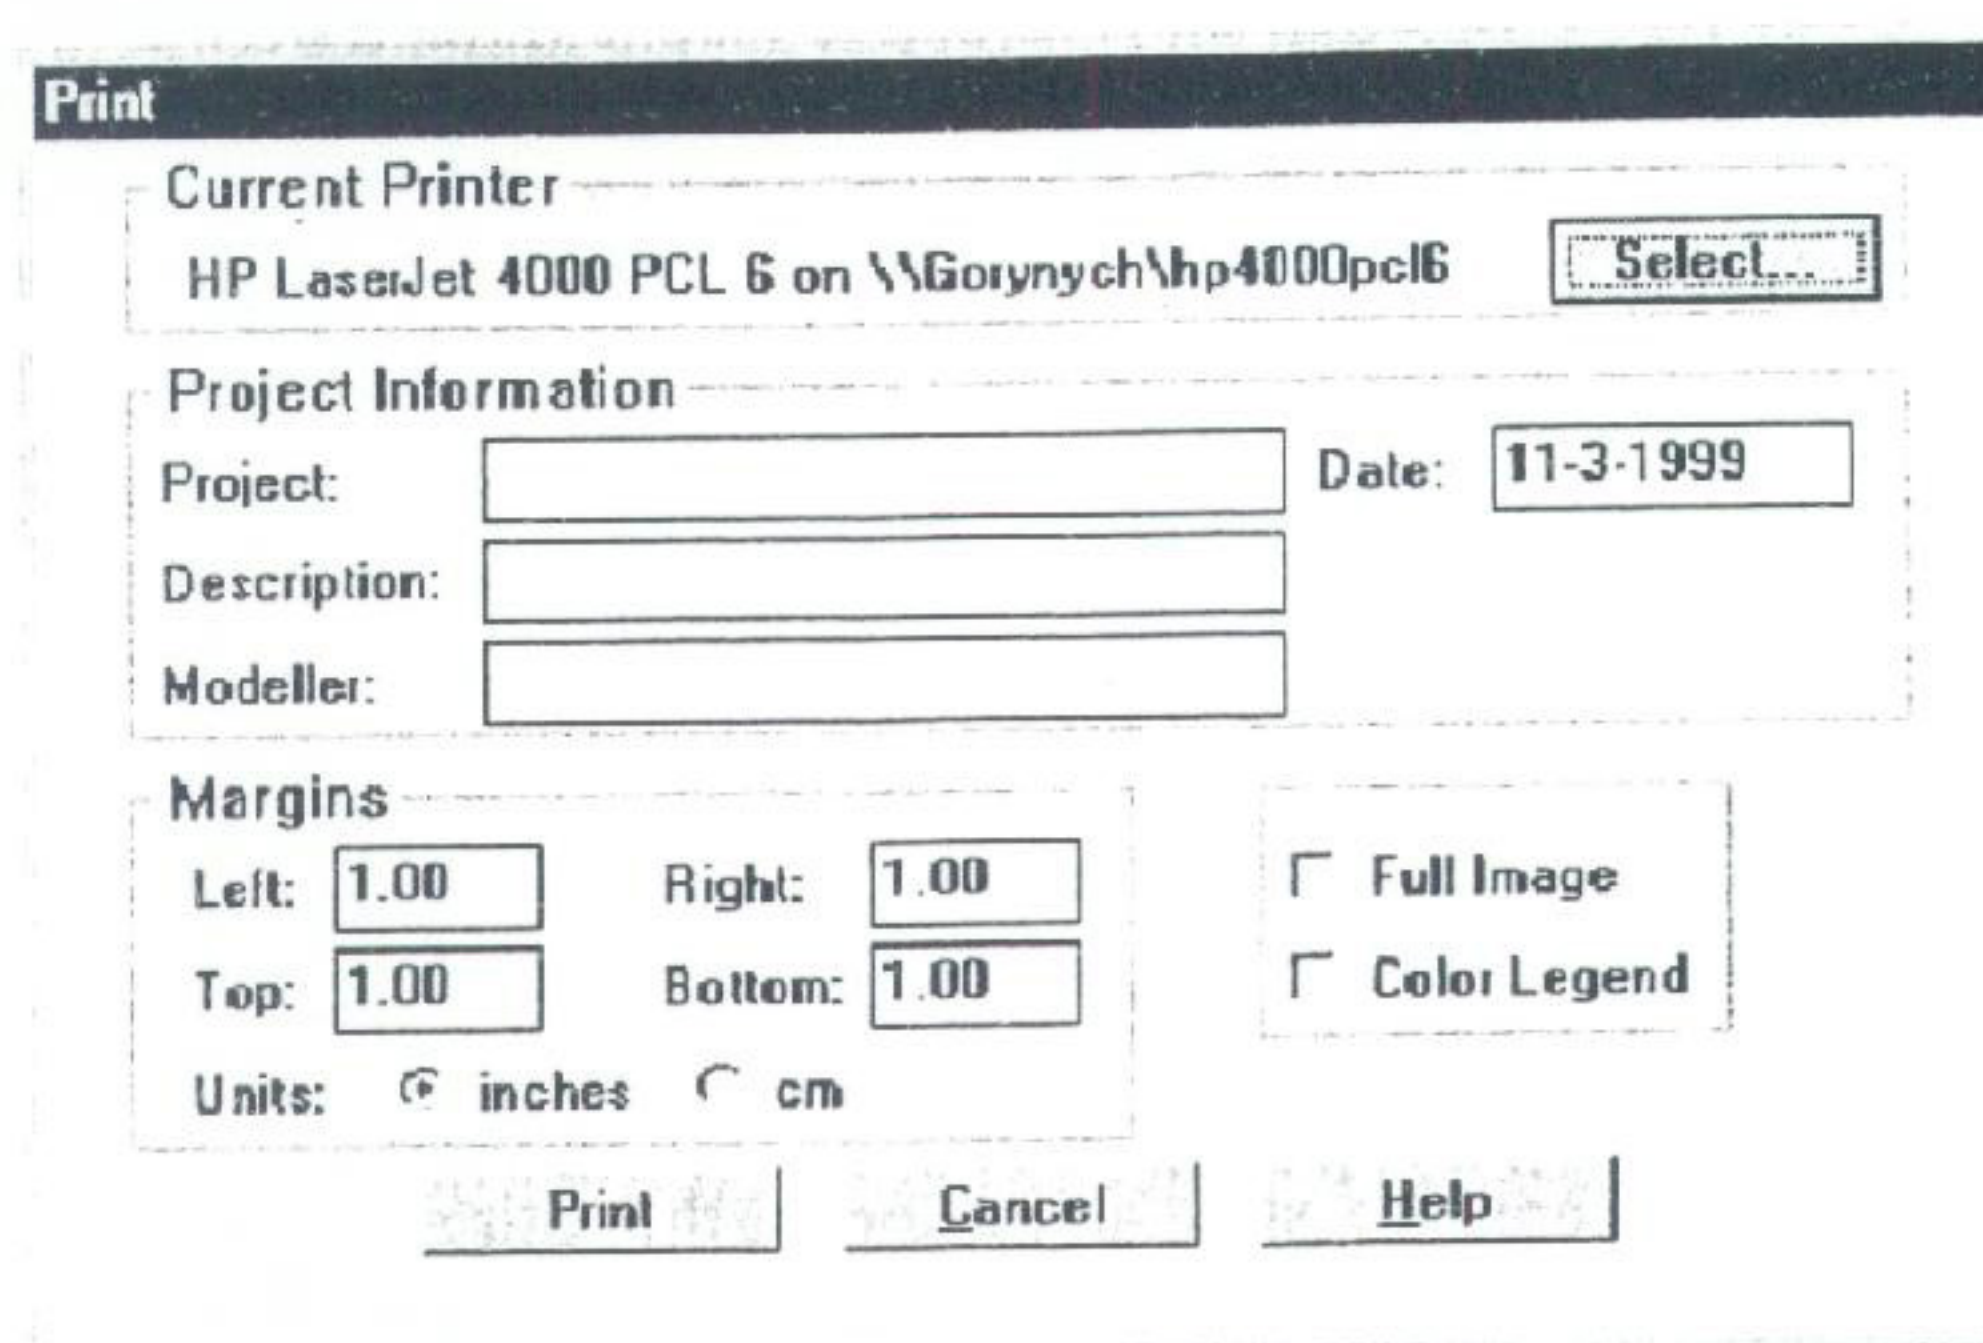 Print
Current Printer
HP LaserJet 4000 PCL 6 on \\Gorynych\hp4000pcl6 Select...
Project Information
Project: Date: 11-3-1999
Description:
Modeller:
Margins
Left: 1.00 Right: 1.00 Full Image
Top: 1.00 Bottom: 1.00 Color Legend
Units: inches cm
Print Cancel Help